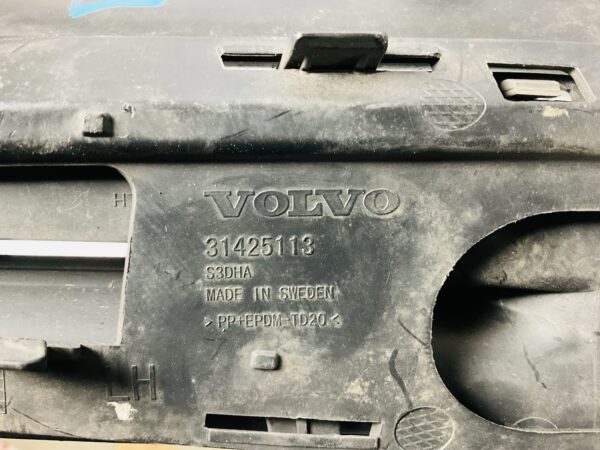 H
VOLVO
31425113
S3DHA
MADE IN SWEDEN
> PP+EPDM-TD20 <
LH